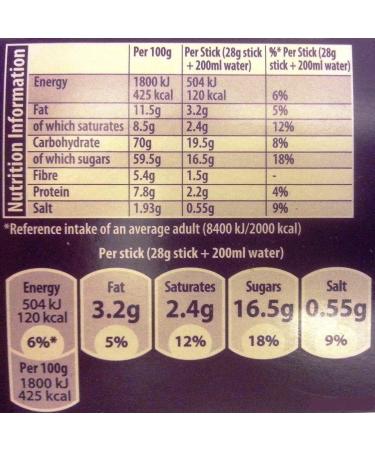 Nutrition Information
Per 100g Per Stick (28g stick + 200ml water) %* Per Stick (28g stick + 200ml water)
Energy 1800 kJ 504 kJ
425 kcal 120 kcal 6%
Fat 11.5g 3.2g 5%
of which saturates 8.5g 2.4g 12%
Carbohydrate 70g 19.5g 8%
of which sugars 59.5g 16.5g 18%
Fibre 5.4g 1.5g -
Protein 7.8g 2.2g 4%
Salt 1.93g 0.55g 9%
*Reference intake of an average adult (8400 kJ/2000 kcal)
Per stick (28g stick + 200ml water)
Energy Fat Saturates Sugars Salt
504 kJ
120 kcal 3.2g 2.4g 16.5g 0.55g
6%* 5% 12% 18% 9%
Per 100g
1800 kJ
425 kcal